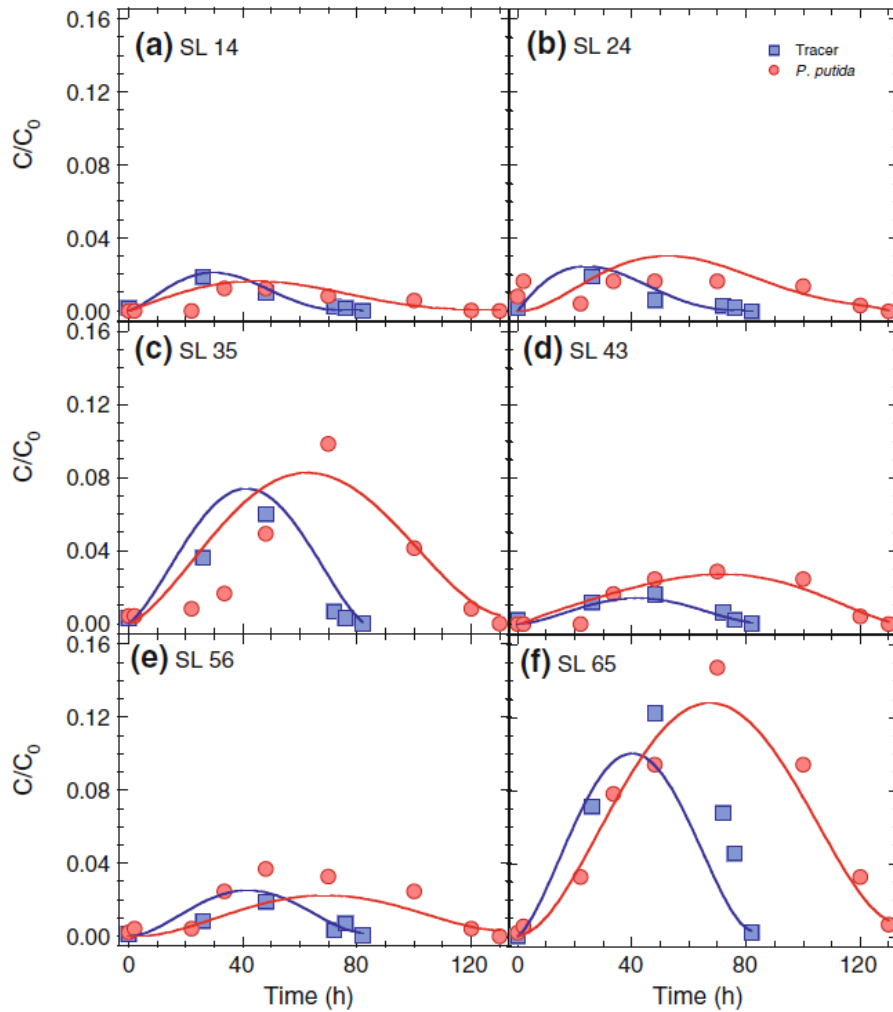 (a) SL 14
(b) SL 24
Tracer
P. putida
0.16
0.12
0.08
0.04
0.00
C/C0
(c) SL 35
(d) SL 43
0.16
0.12
0.08
0.04
0.00
C/C0
(e) SL 56
(f) SL 65
0.16
0.12
0.08
0.04
0.00
C/C0
0 40 80 120
0 40 80 120
Time (h)
Time (h)